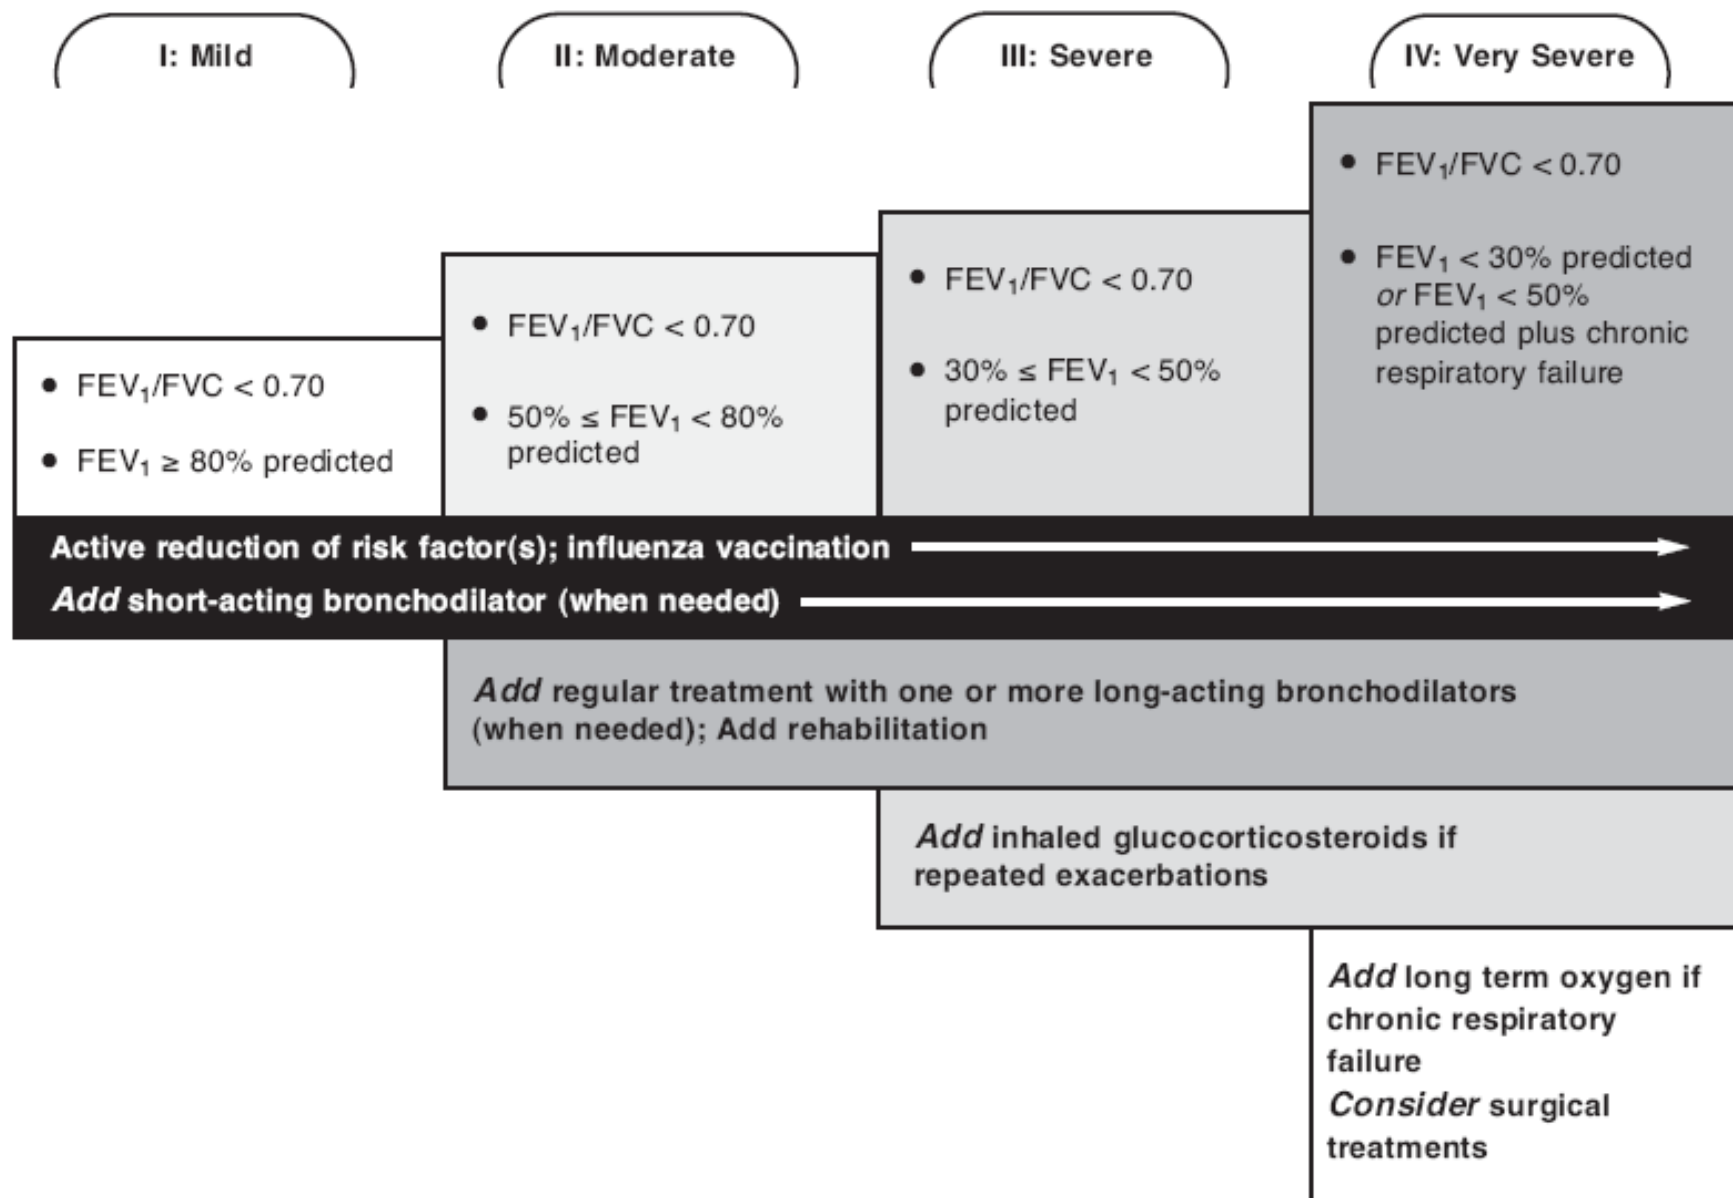 I: Mild
II: Moderate
III: Severe
IV: Very Severe
• FEV₁/FVC < 0.70
• FEV₁ ≥ 80% predicted
• FEV₁/FVC < 0.70
• 50% ≤ FEV₁ < 80%
predicted
• FEV₁/FVC < 0.70
• 30% ≤ FEV₁ < 50%
predicted
• FEV₁/FVC < 0.70
• FEV₁ < 30% predicted
or FEV₁ < 50%
predicted plus chronic
respiratory failure
Active reduction of risk factor(s); influenza vaccination
Add short-acting bronchodilator (when needed)
Add regular treatment with one or more long-acting bronchodilators
(when needed); Add rehabilitation
Add inhaled glucocorticosteroids if
repeated exacerbations
Add long term oxygen if
chronic respiratory
failure
Consider surgical
treatments